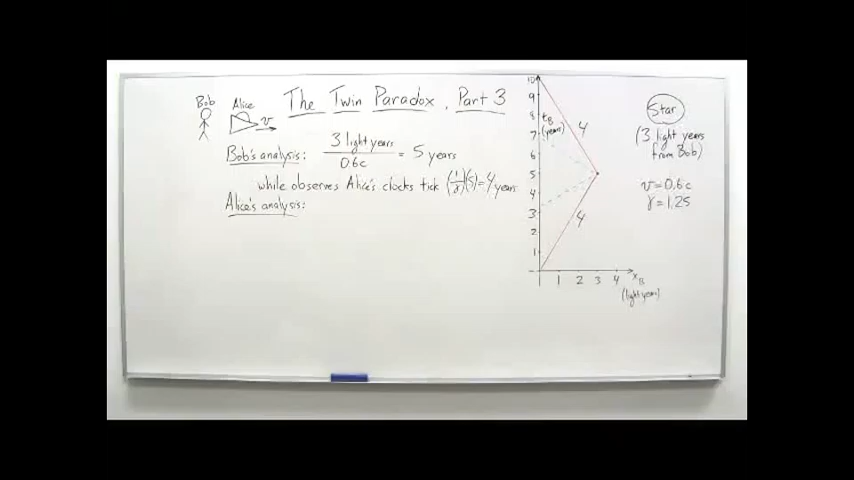 The Twin Paradox, Part 3
Bob
Alice
v
Bob's analysis: 3 light years / 0.6c = 5 years
while observes Alice's clocks tick (1/γ)(5) = 4 years
Alice's analysis:
10
9
8
7
6
5
4
3
2
1
t_B
(years)
4
4
1 2 3 4
x_B
(light years)
Star
(3 light years
from Bob)
v = 0.6c
γ = 1.25